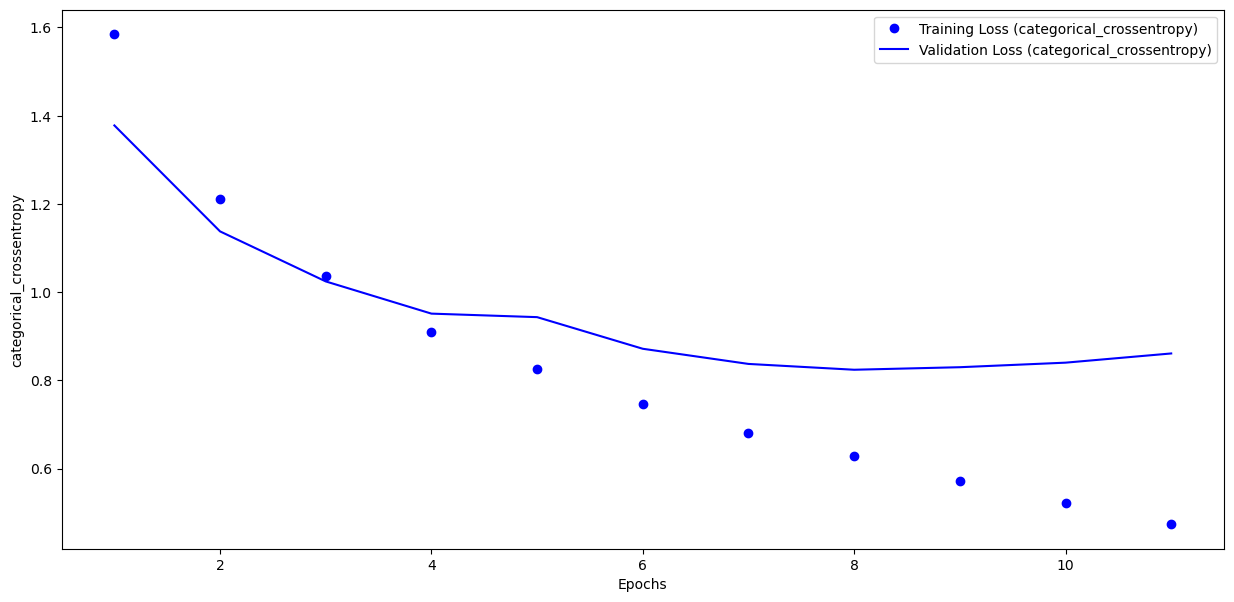 1.6
1.4
1.2
1.0
0.8
0.6
categorical_crossentropy
Training Loss (categorical_crossentropy)
Validation Loss (categorical_crossentropy)
2 4 6 8 10
Epochs